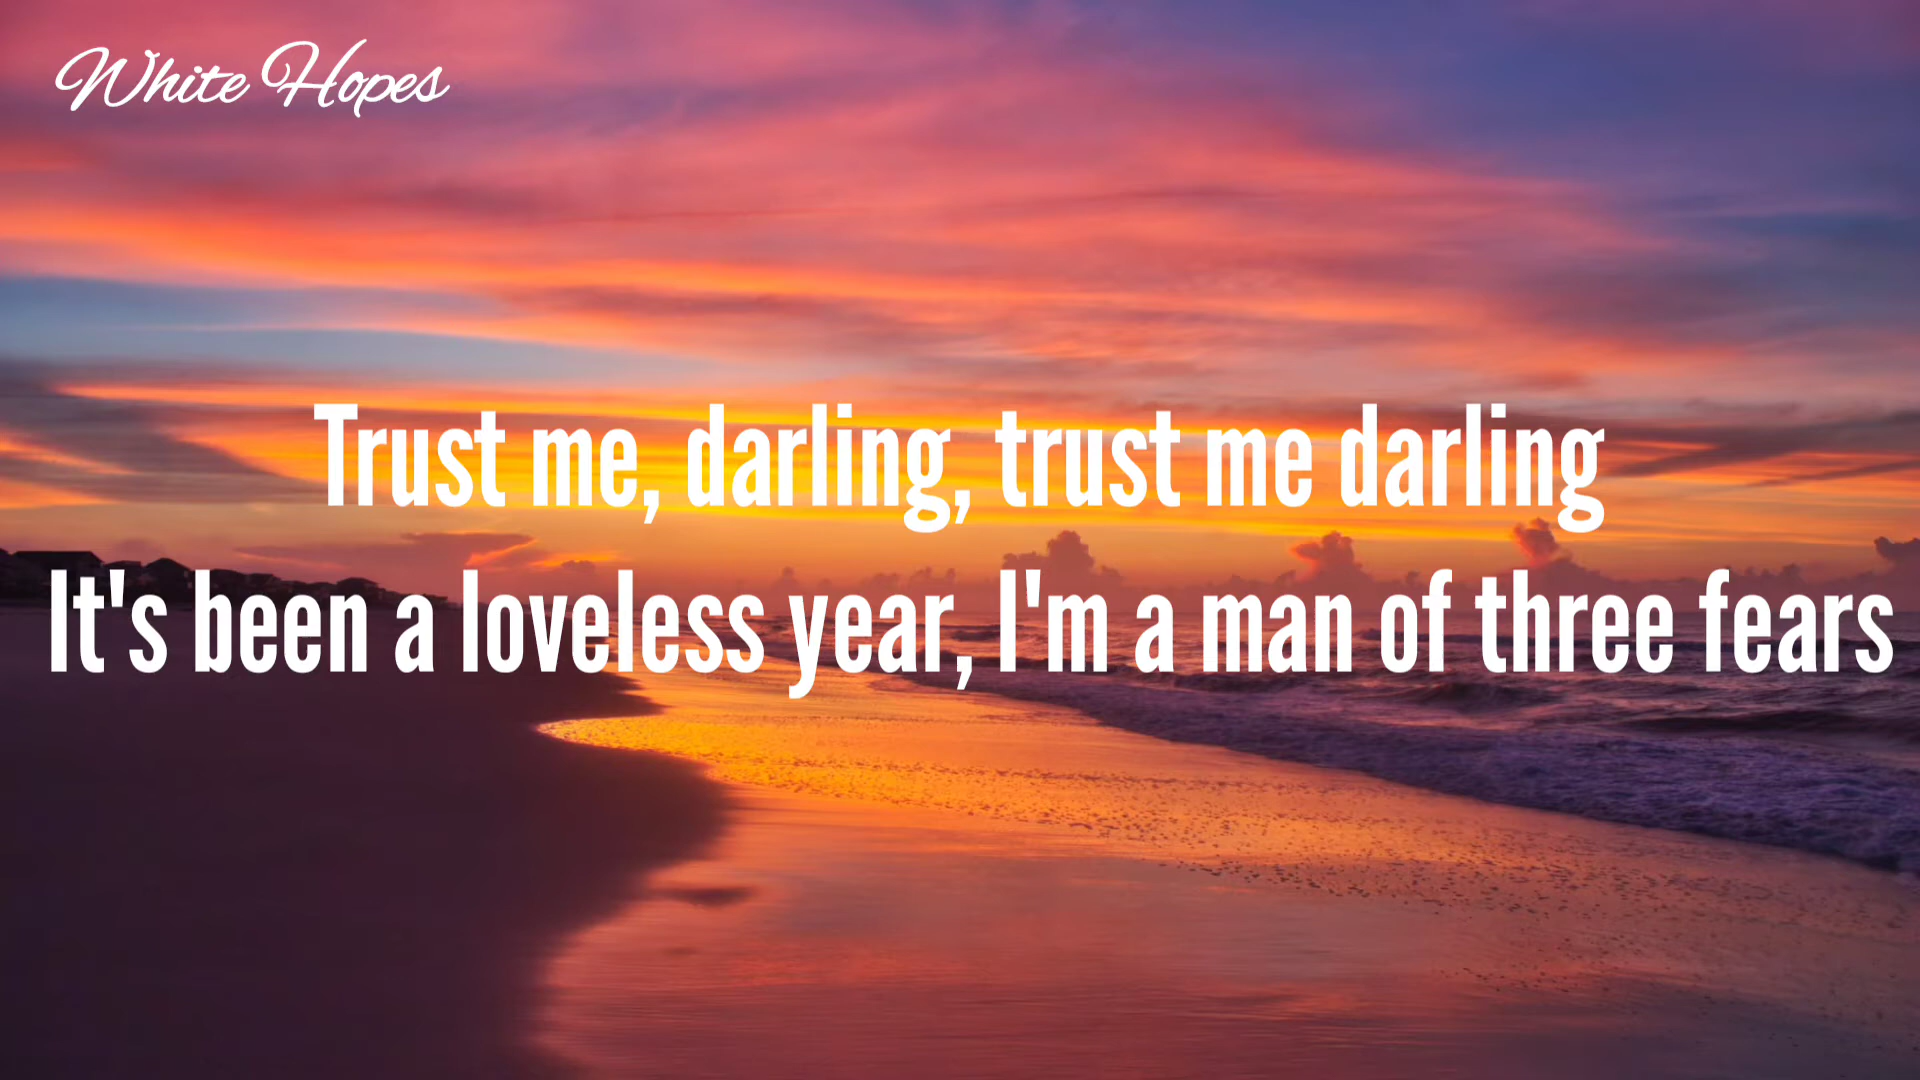 White Hopes
Trust me, darling, trust me darling
It's been a loveless year, I'm a man of three fears